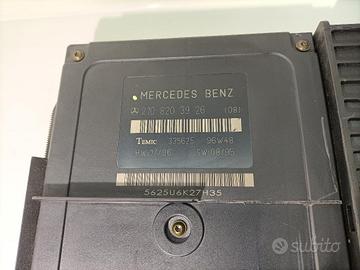 MERCEDES BENZ
210 820 39 26 (08)
TEMIC 335625 96W48
HW:27/96 SW:08/95
5625U6K27H35
subito